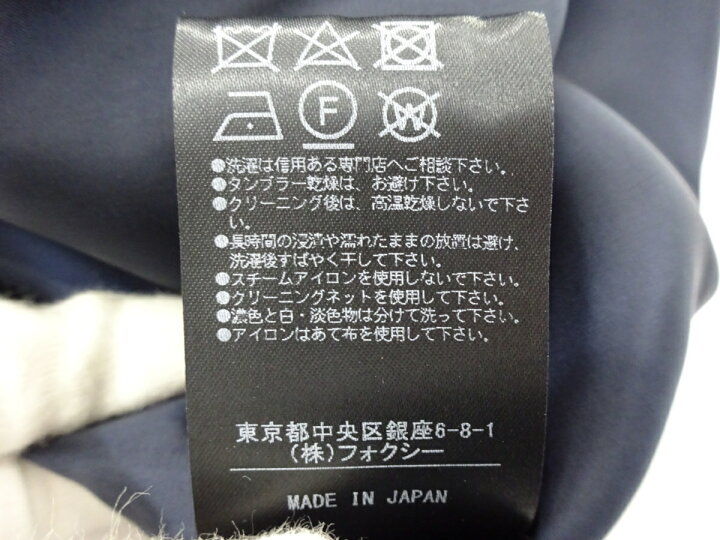 F W
●洗濯は信用ある専門店へご相談下さい。
●タンブラー乾燥は、お避け下さい。
●クリーニング後は、高温乾燥しないで下さ
い。
●長時間の浸漬や濡れたままの放置は避け、
洗濯後すばやく干して下さい。
●スチームアイロンを使用しないで下さい。
●クリーニングネットを使用して下さい。
●濃色と白・淡色物は分けて洗って下さい。
●アイロンはあて布を使用して下さい。
東京都中央区銀座6-8-1
(株)フォクシー
MADE IN JAPAN